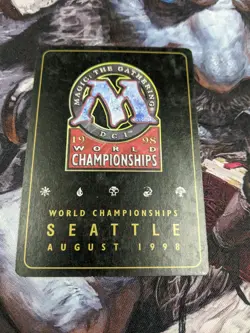 MAGIC: THE GATHERING
M
DCI
19 98
WORLD
CHAMPIONSHIPS
WORLD CHAMPIONSHIPS
SEATTLE
AUGUST 1998